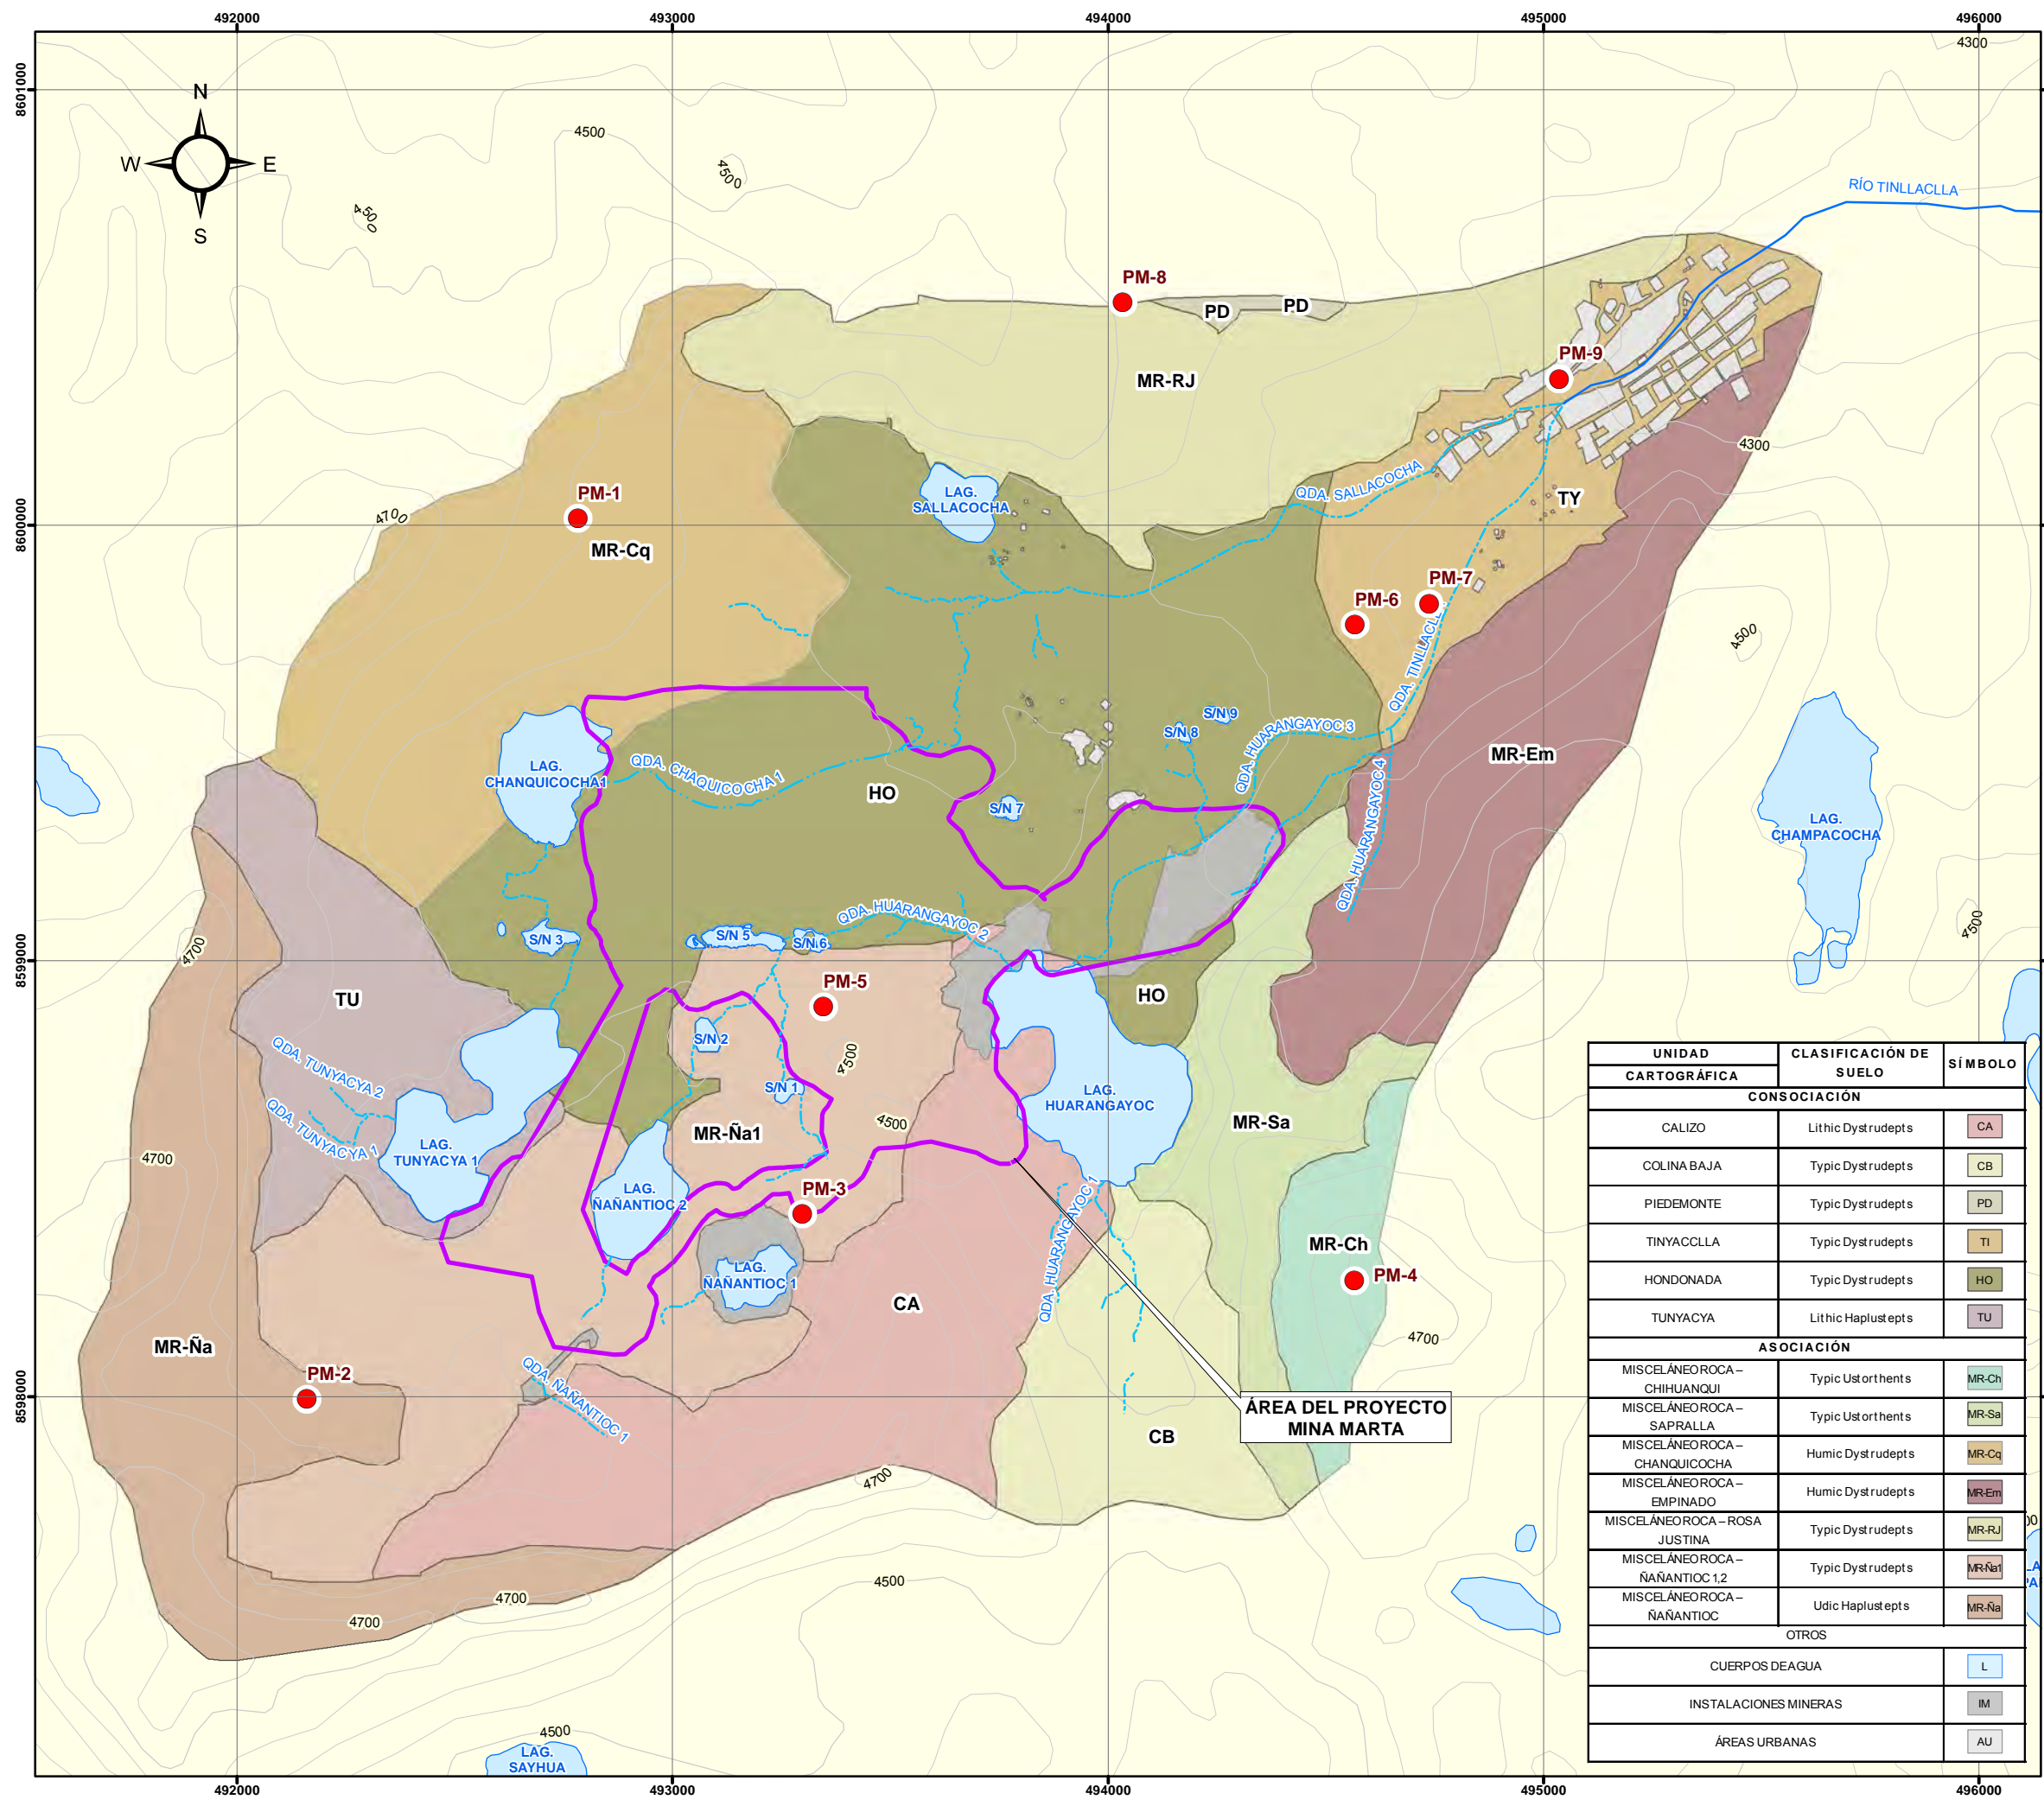 492000
493000
494000
495000
496000
4300
8601000
N
W
E
S
4500
4500
4500
RÍO TINLLACLLA
PM-8
PD
PD
PM-9
MR-RJ
4300
QDA. SALLACOCHA
LAG.
SALLACOCHA
TY
PM-1
4700
8600000
MR-Cq
PM-7
PM-6
4500
QDA. TINLLACLL
S/N 9
S/N 8
QDA. HUARANGAYOC 3
MR-Em
LAG.
CHANQUICOCHA1
QDA. CHAQUICOCHA 1
HO
S/N 7
QDA. HUARANGAYOC 4
LAG.
CHAMPACOCHA
QDA. HUARANGAYOC 2
4500
4700
S/N 3
S/N 5
S/N 6
8599000
TU
PM-5
HO
S/N 2
4500
QDA. TUNYACYA 2
S/N 1
LAG.
HUARANGAYOC
QDA. TUNYACYA 1
4500
MR-Ña1
MR-Sa
LAG.
TUNYACYA 1
4700
LAG.
ÑAÑANTIOC 2
PM-3
QDA. HUARANGAYOC 1
MR-Ch
LAG.
ÑAÑANTIOC 1
PM-4
CA
4700
MR-Ña
PM-2
QDA. ÑAÑANTIOC 1
8598000
ÁREA DEL PROYECTO
MINA MARTA
CB
4700
4500
4700
4700
4500
LAG.
SAYHUA
UNIDAD
CARTOGRÁFICA
CLASIFICACIÓN DE
SUELO
SÍMBOLO
CONSOCIACIÓN
CALIZO Lithic Dystrudepts CA
COLINA BAJA Typic Dystrudepts CB
PIEDEMONTE Typic Dystrudepts PD
TINYACCLLA Typic Dystrudepts TI
HONDONADA Typic Dystrudepts HO
TUNYACYA Lithic Haplustepts TU
ASOCIACIÓN
MISCELÁNEO ROCA –
CHIHUANQUI Typic Ustorthents MR-Ch
MISCELÁNEO ROCA –
SAPRALLA Typic Ustorthents MR-Sa
MISCELÁNEO ROCA –
CHANQUICOCHA Humic Dystrudepts MR-Cq
MISCELÁNEO ROCA –
EMPINADO Humic Dystrudepts MR-Em
MISCELÁNEO ROCA – ROSA
JUSTINA Typic Dystrudepts MR-RJ
MISCELÁNEO ROCA –
ÑAÑANTIOC 1,2 Typic Dystrudepts MR-Ña1
MISCELÁNEO ROCA –
ÑAÑANTIOC Udic Haplustepts MR-Ña
OTROS
CUERPOS DE AGUA L
INSTALACIONES MINERAS IM
ÁREAS URBANAS AU
492000
493000
494000
495000
496000